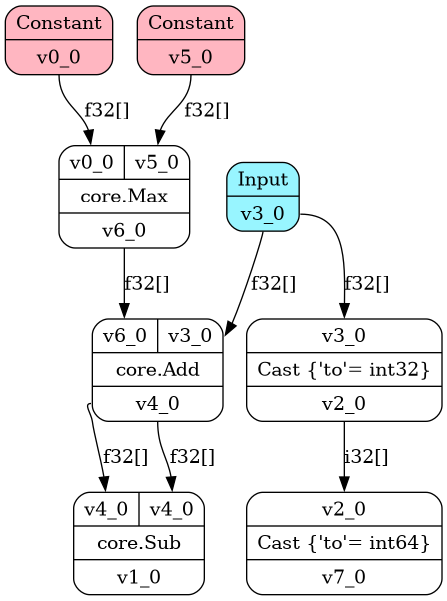 Constant
v0_0
Constant
v5_0
f32[]
f32[]
v0_0 v5_0
core.Max
v6_0
Input
v3_0
f32[]
f32[]
f32[]
v6_0 v3_0
core.Add
v4_0
v3_0
Cast {'to'= int32}
v2_0
f32[]
f32[]
i32[]
v4_0 v4_0
core.Sub
v1_0
v2_0
Cast {'to'= int64}
v7_0